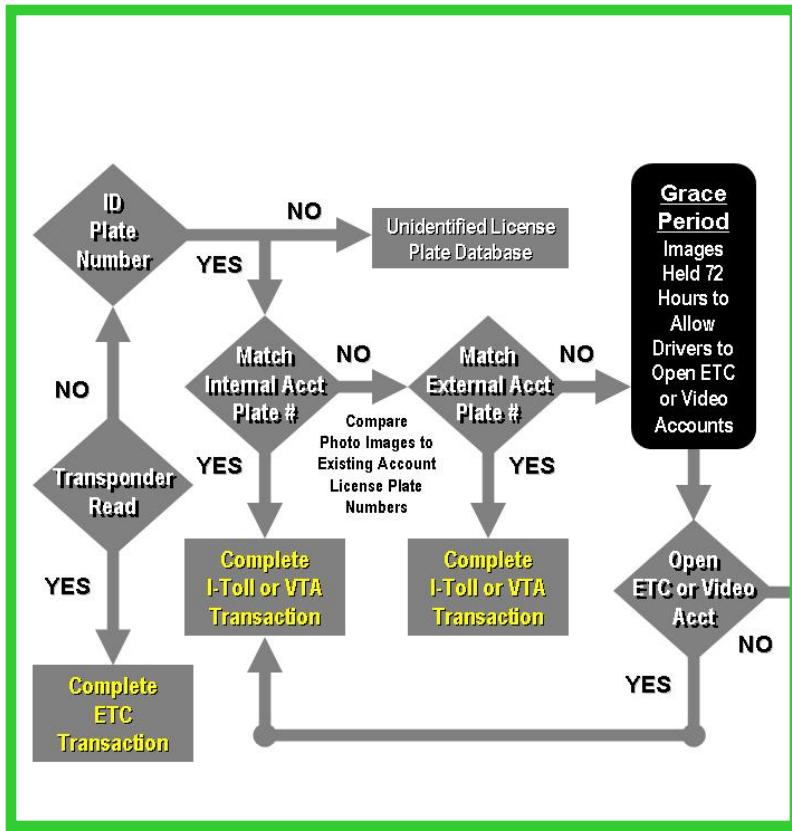 ID
Plate
Number
NO
Unidentified License
Plate Database
YES
Grace
Period
Images
Held 72
Hours to
Allow
Drivers to
Open ETC
or Video
Accounts
Match
Internal Acct
Plate #
NO
Match
External Acct
Plate #
NO
NO
Compare
Photo Images to
Existing Account
License Plate
Numbers
YES
YES
Transponder
Read
YES
Complete
I-Toll or VTA
Transaction
Complete
I-Toll or VTA
Transaction
Open
ETC or Video
Acct
NO
YES
Complete
ETC
Transaction